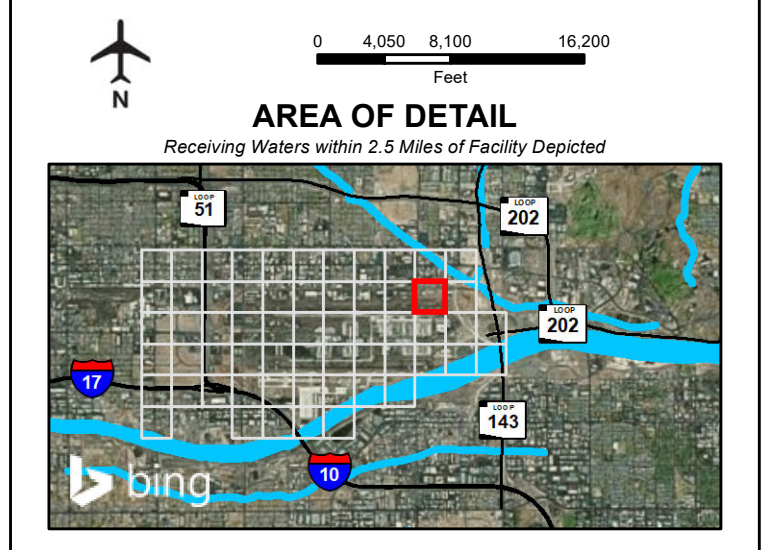 N
0 4,050 8,100 16,200
Feet
AREA OF DETAIL
Receiving Waters within 2.5 Miles of Facility Depicted
LOOP
51
LOOP
202
LOOP
202
17
LOOP
143
10
bing